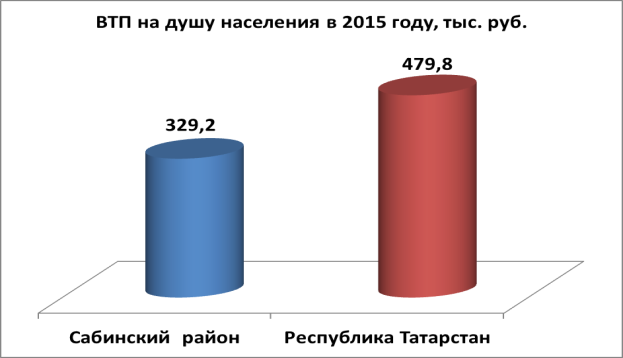 ВТП на душу населения в 2015 году, тыс. руб.
479,8
329,2
Сабинский район
Республика Татарстан